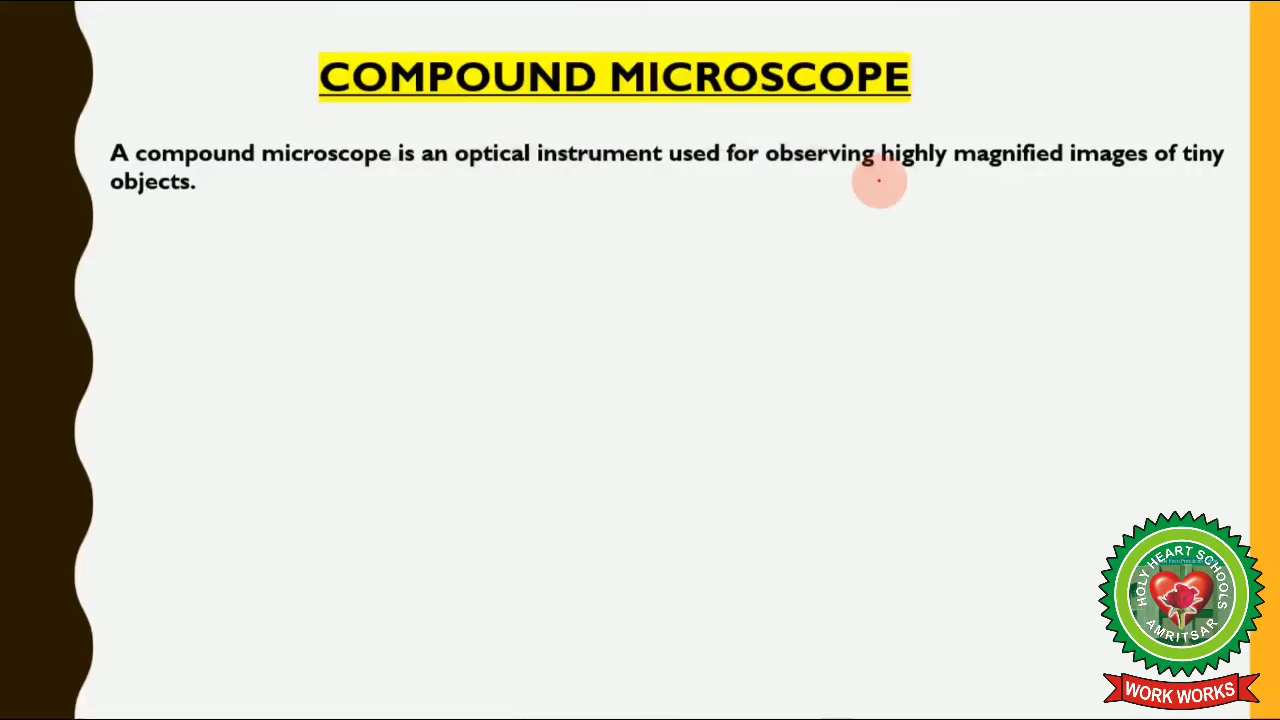 COMPOUND MICROSCOPE
A compound microscope is an optical instrument used for observing highly magnified images of tiny
objects.
HOLY HEART SCHOOLS
AMRITSAR
WORK WORKS